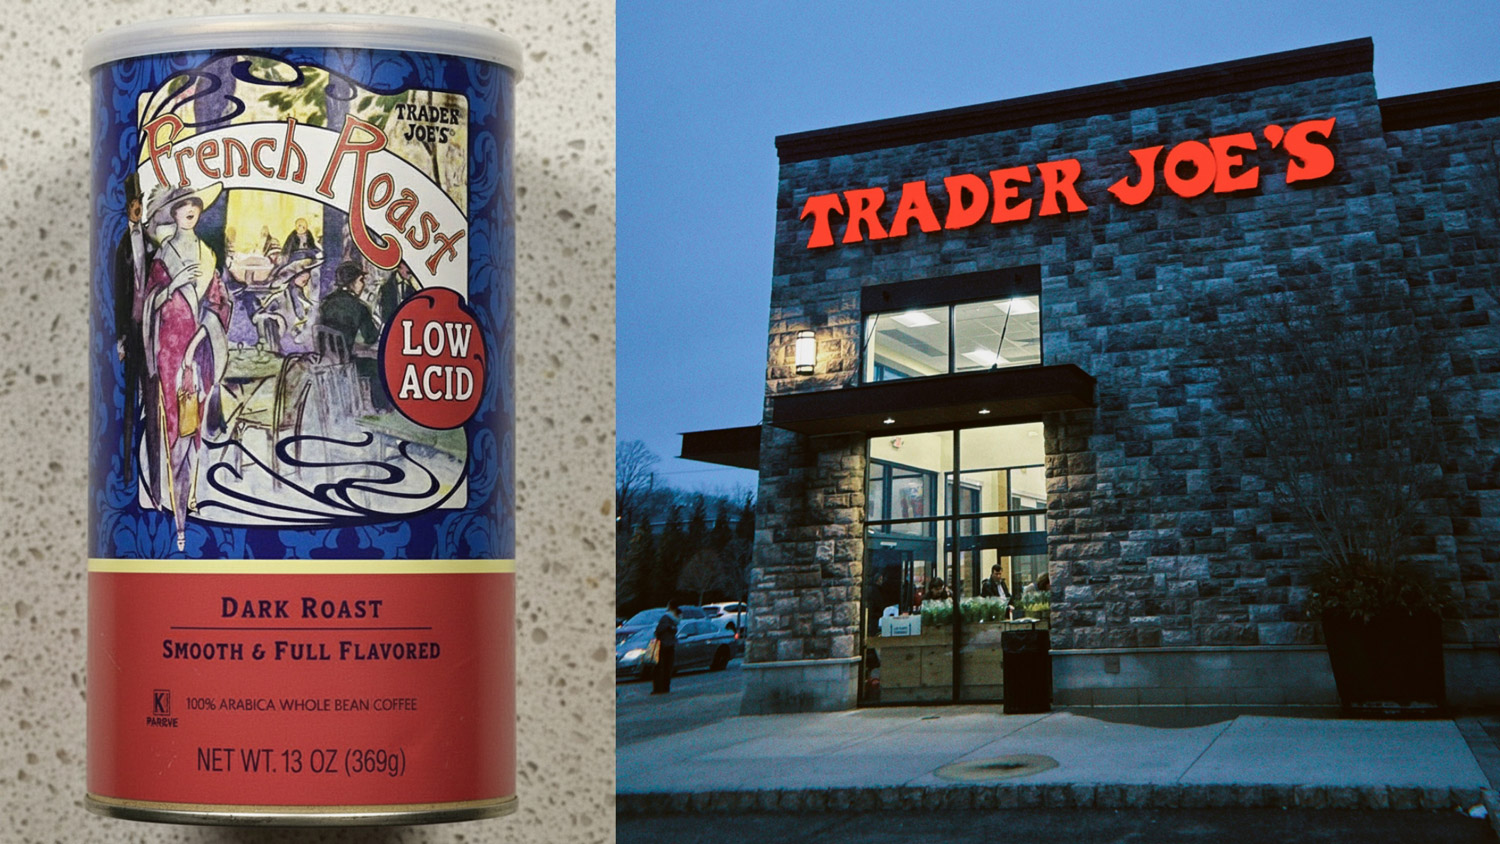 TRADER
JOE'S
French Roast
LOW
ACID
DARK ROAST
SMOOTH & FULL FLAVORED
K
PARRVE
100% ARABICA WHOLE BEAN COFFEE
NET WT. 13 OZ (369g)
TRADER JOE'S